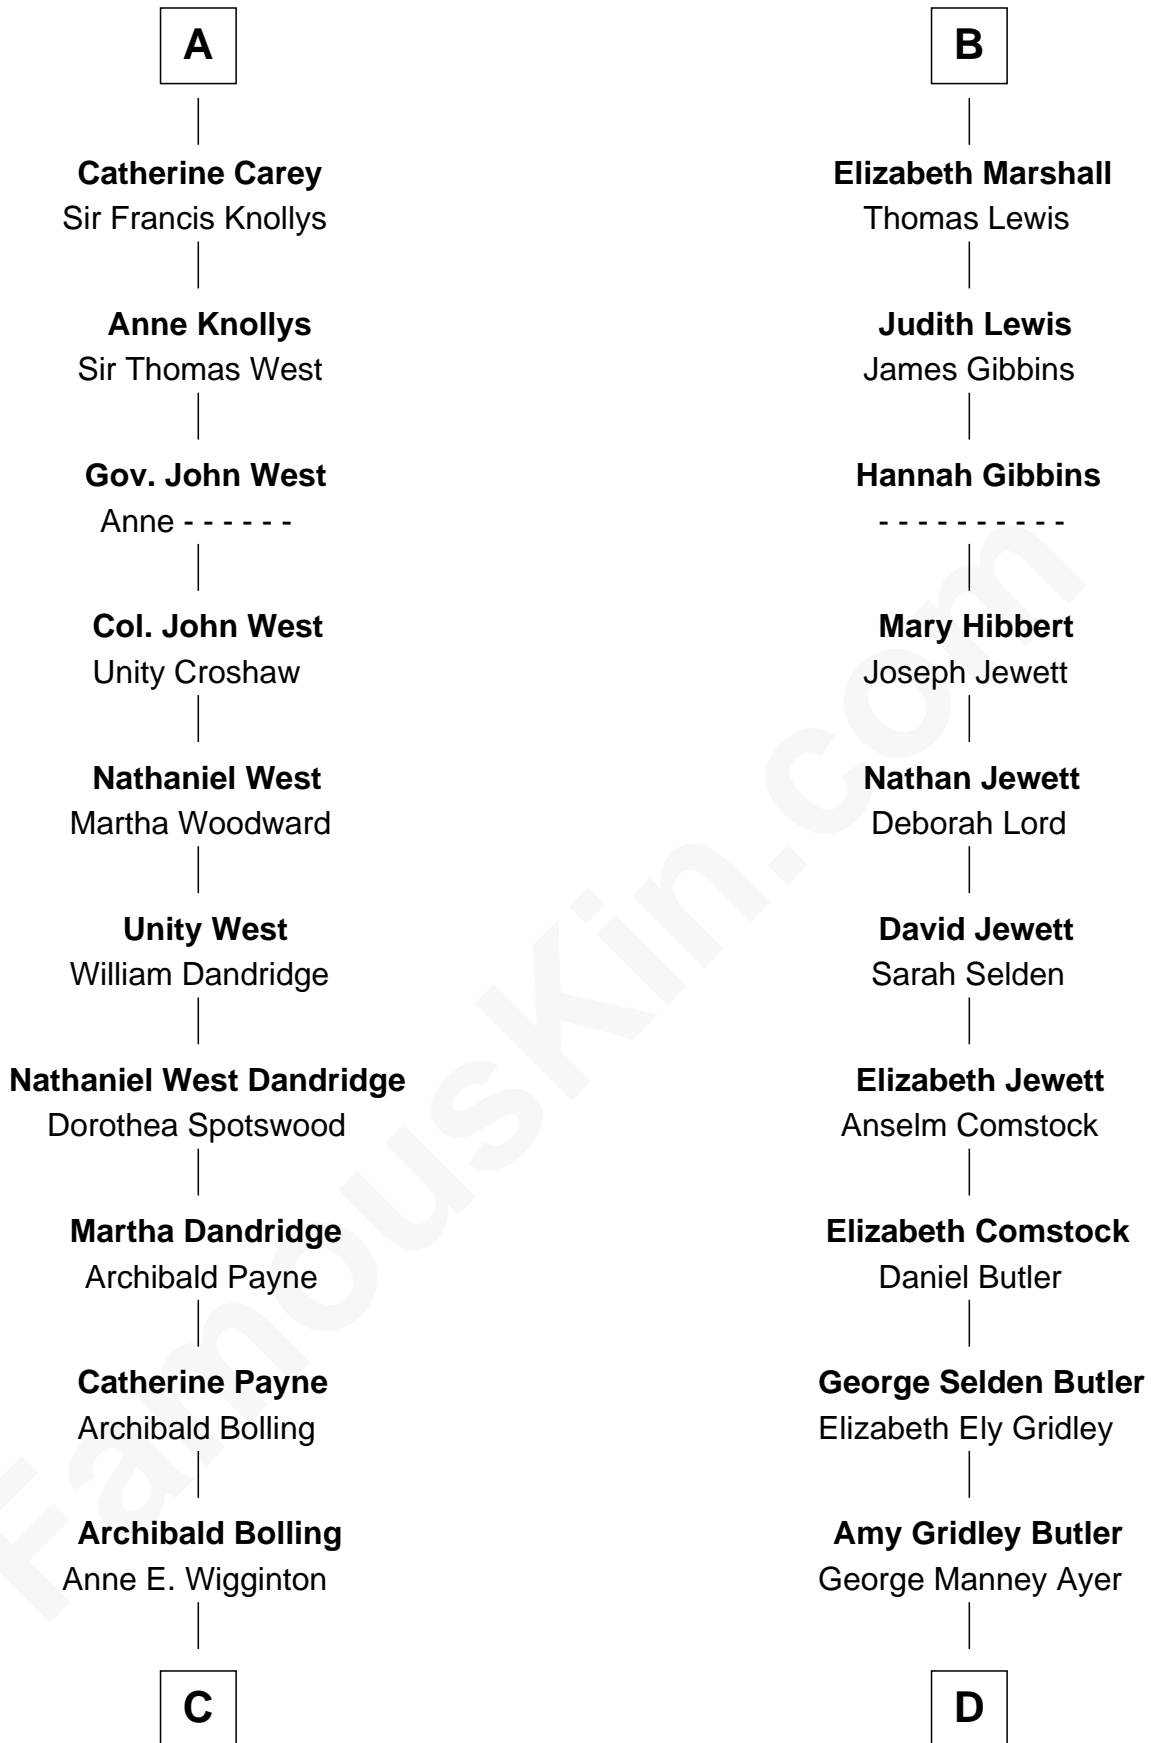 A
B
Catherine Carey
Sir Francis Knollys
Elizabeth Marshall
Thomas Lewis
Anne Knollys
Sir Thomas West
Judith Lewis
James Gibbins
Gov. John West
Anne - - - - - -
Hannah Gibbins
- - - - - - - - - -
Col. John West
Unity Croshaw
Mary Hibbert
Joseph Jewett
Nathaniel West
Martha Woodward
Nathan Jewett
Deborah Lord
Unity West
William Dandridge
David Jewett
Sarah Selden
Nathaniel West Dandridge
Dorothea Spotswood
Elizabeth Jewett
Anselm Comstock
Martha Dandridge
Archibald Payne
Elizabeth Comstock
Daniel Butler
Catherine Payne
Archibald Bolling
George Selden Butler
Elizabeth Ely Gridley
Archibald Bolling
Anne E. Wigginton
Amy Gridley Butler
George Manney Ayer
C
D
FamousKin.com